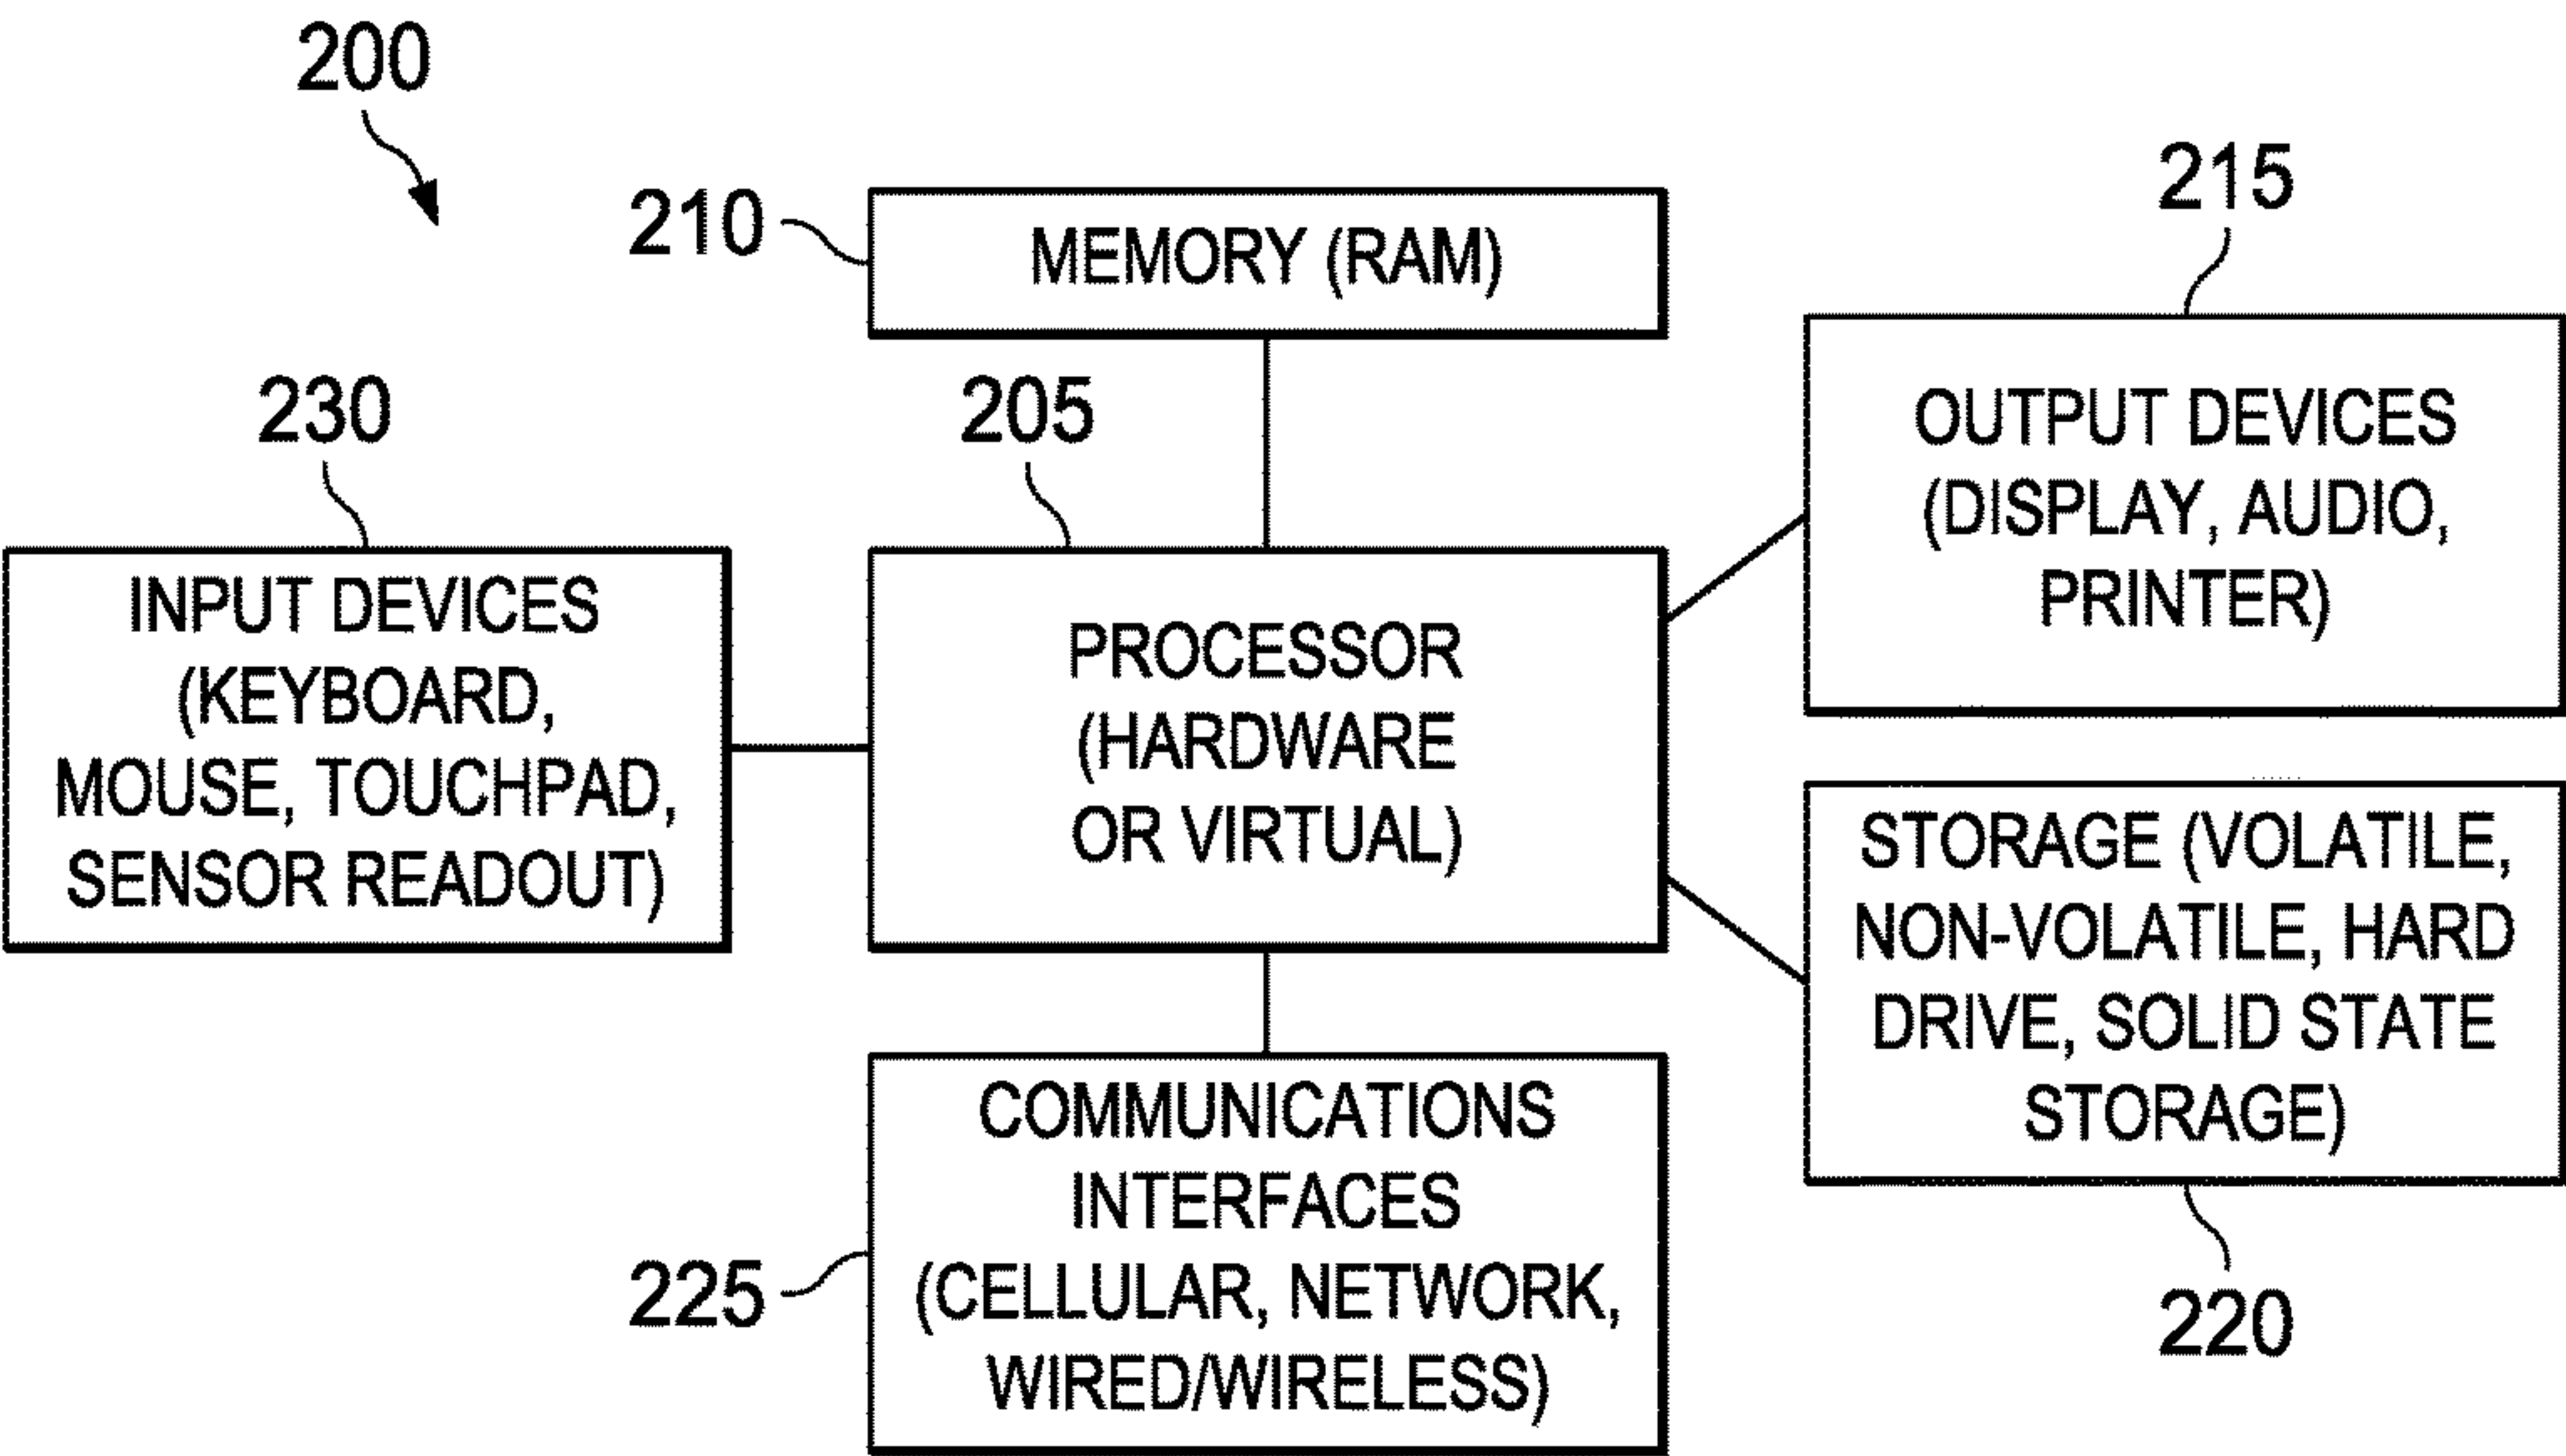 200
210
MEMORY (RAM)
215
230
205
OUTPUT DEVICES
(DISPLAY, AUDIO,
PRINTER)
INPUT DEVICES
(KEYBOARD,
MOUSE, TOUCHPAD,
SENSOR READOUT)
PROCESSOR
(HARDWARE
OR VIRTUAL)
STORAGE (VOLATILE,
NON-VOLATILE, HARD
DRIVE, SOLID STATE
STORAGE)
COMMUNICATIONS
INTERFACES
(CELLULAR, NETWORK,
WIRED/WIRELESS)
225
220